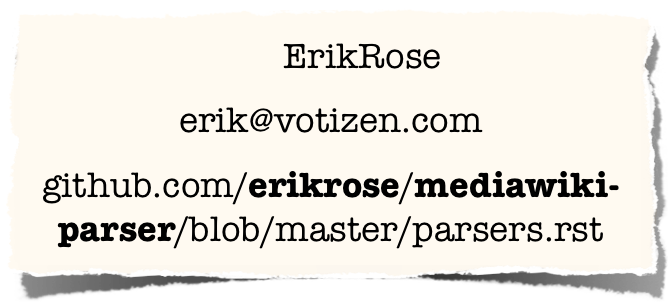 ErikRose
erik@votizen.com
github.com/erikrose/mediawiki-
parser/blob/master/parsers.rst